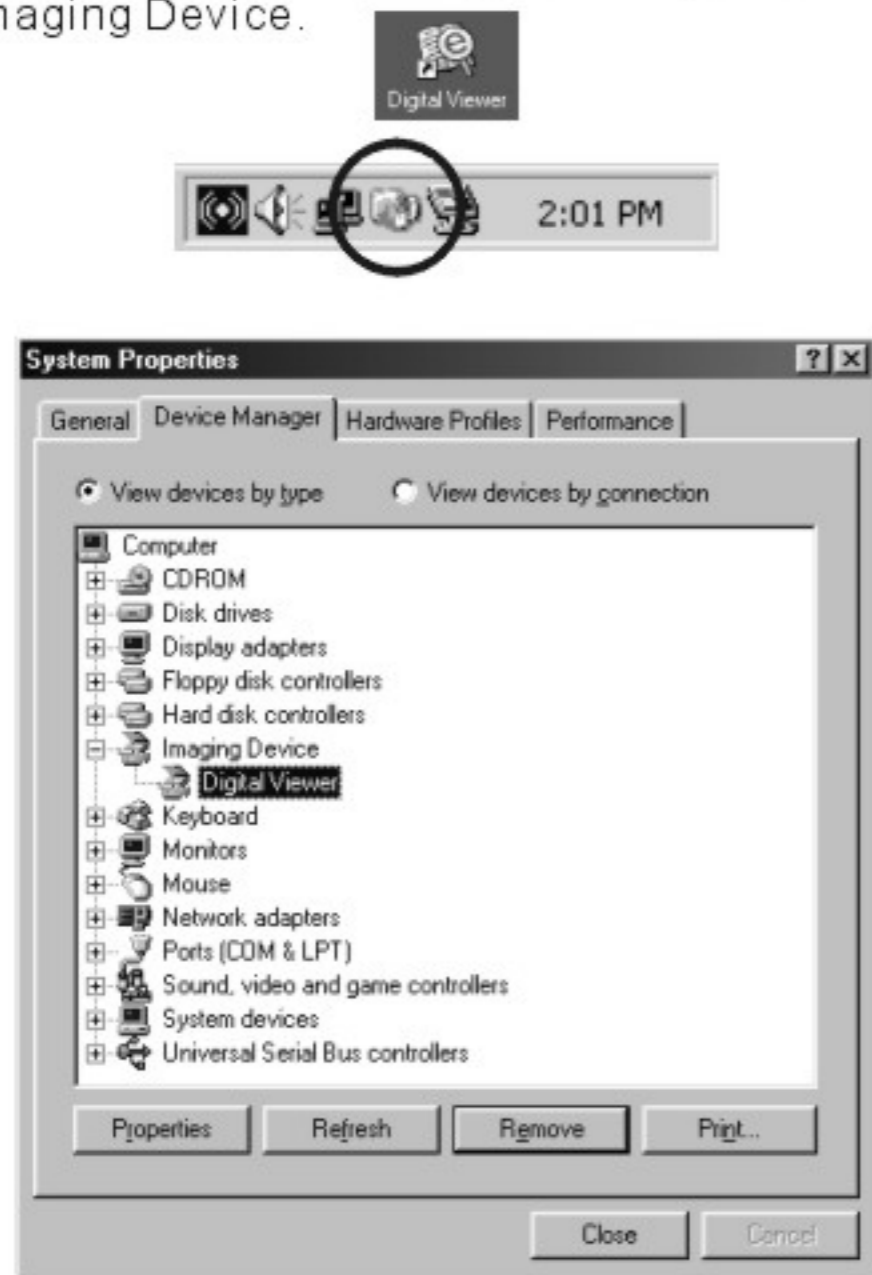 maging Device.
Digital Viewer
2:01 PM
System Properties
General Device Manager Hardware Profiles Performance
View devices by type View devices by connection
Computer
CDROM
Disk drives
Display adapters
Floppy disk controllers
Hard disk controllers
Imaging Device
Digital Viewer
Keyboard
Monitors
Mouse
Network adapters
Ports (COM & LPT)
Sound, video and game controllers
System devices
Universal Serial Bus controllers
Properties Refresh Remove Print...
Close Cancel